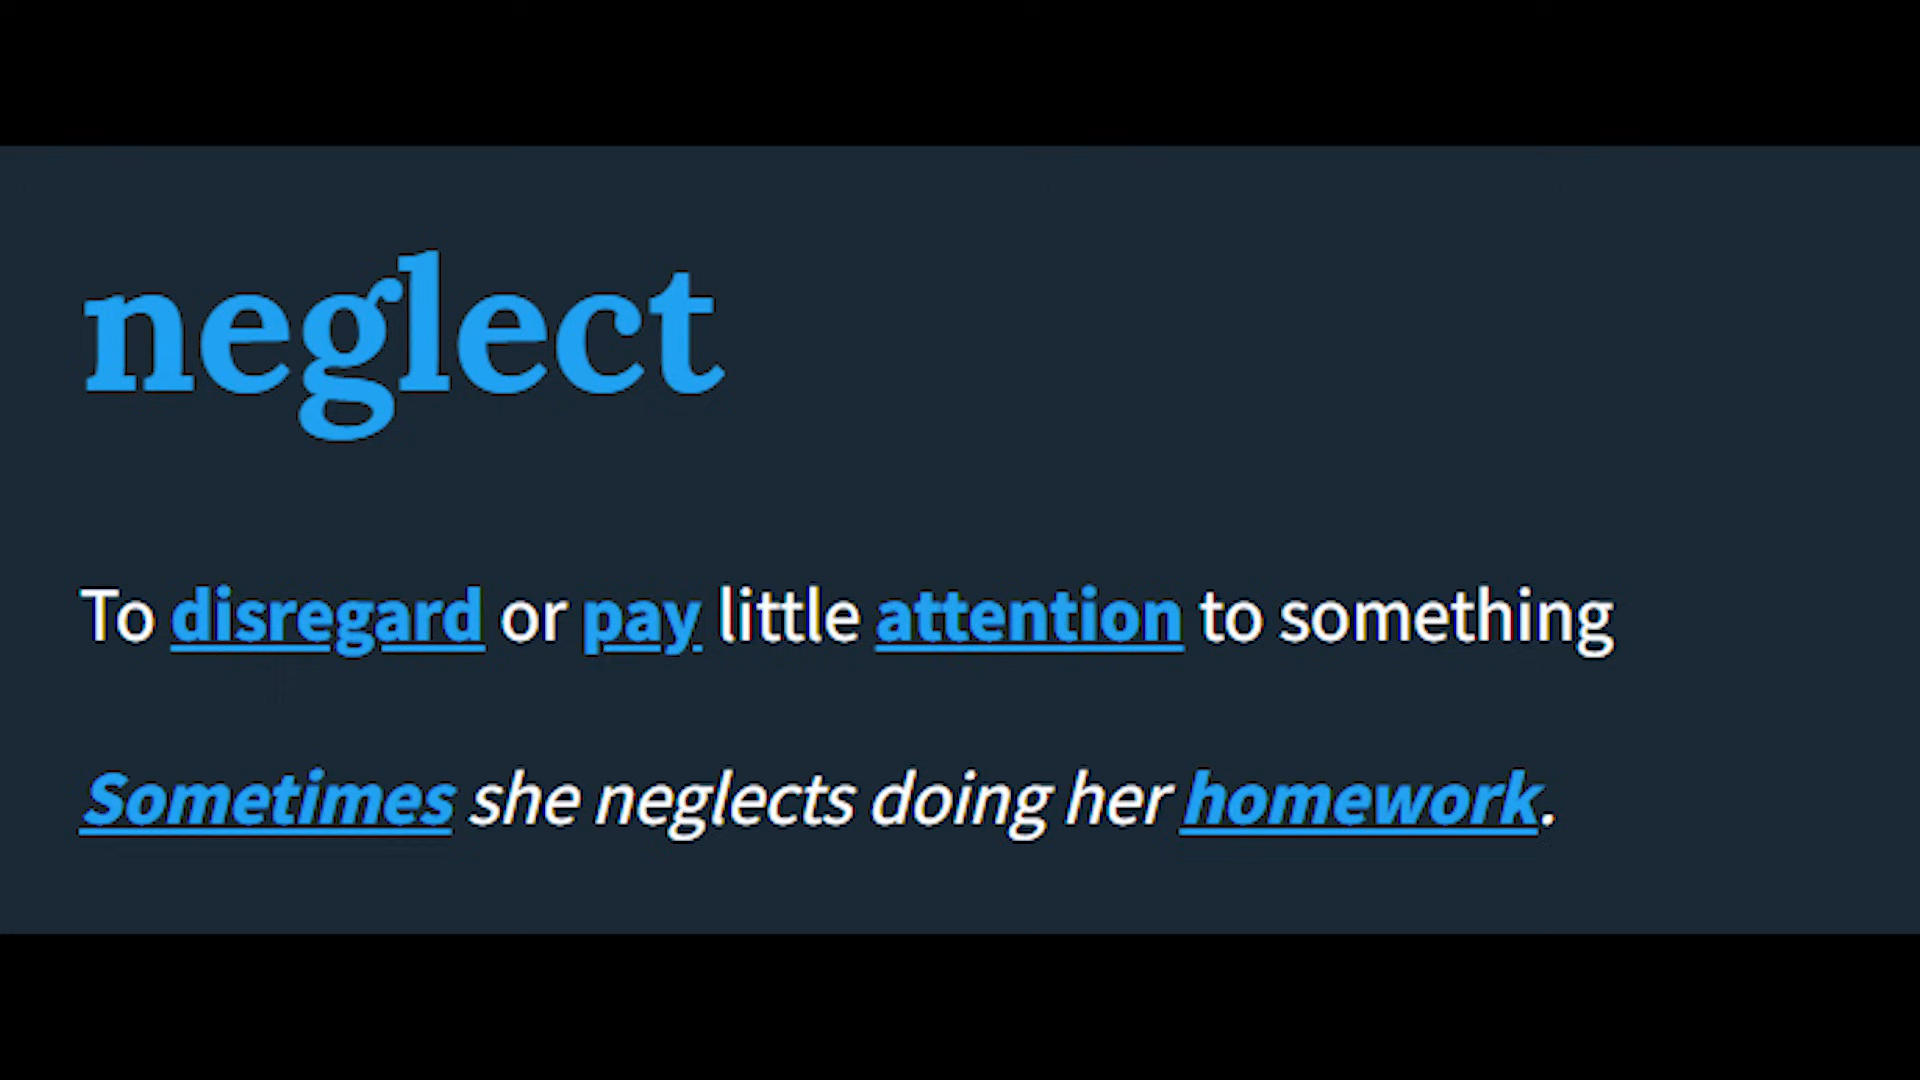 neglect
To disregard or pay little attention to something
Sometimes she neglects doing her homework.